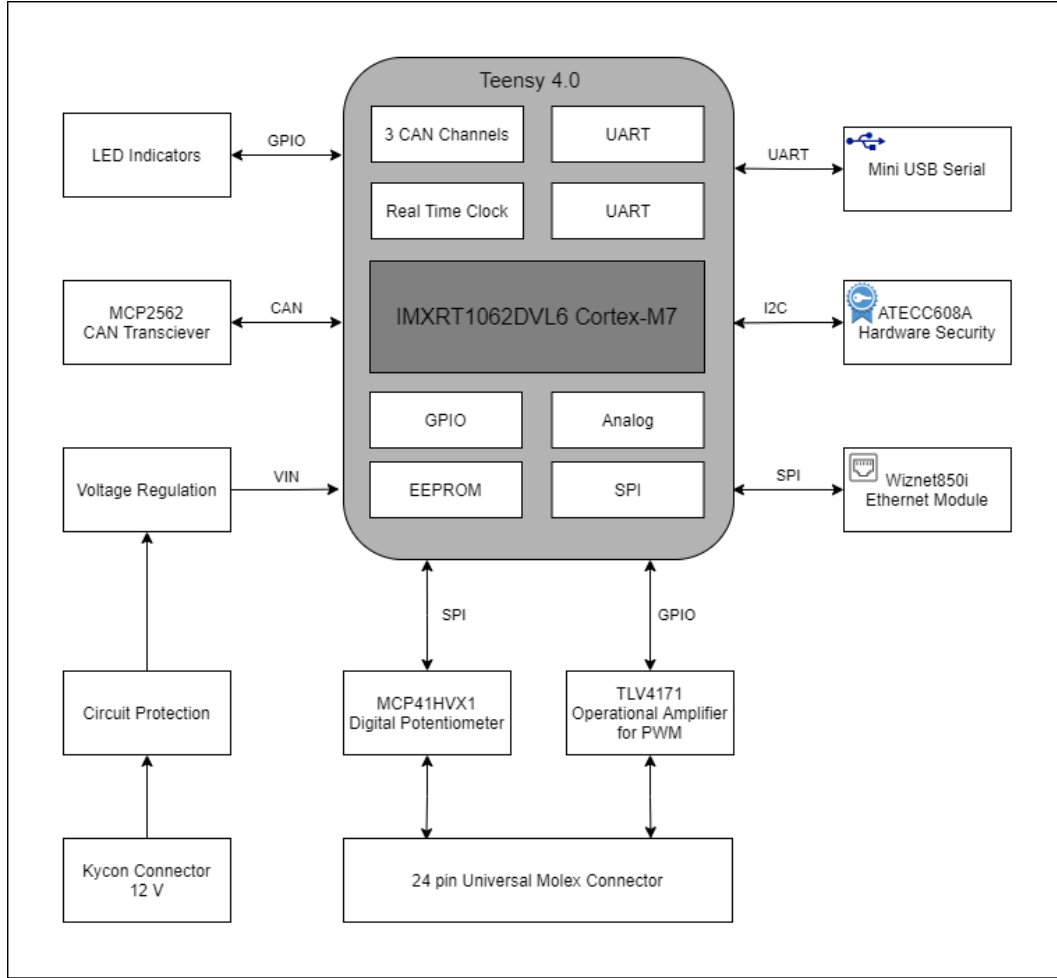 Teensy 4.0
3 CAN Channels
UART
LED Indicators
GPIO
UART
Mini USB Serial
Real Time Clock
UART
MCP2562
CAN Transciever
CAN
IMXRT1062DVL6 Cortex-M7
I2C
ATECC608A
Hardware Security
GPIO
Analog
Voltage Regulation
VIN
EEPROM
SPI
SPI
Wiznet850i
Ethernet Module
SPI
GPIO
Circuit Protection
MCP41HVX1
Digital Potentiometer
TLV4171
Operational Amplifier
for PWM
Kycon Connector
12 V
24 pin Universal Molex Connector